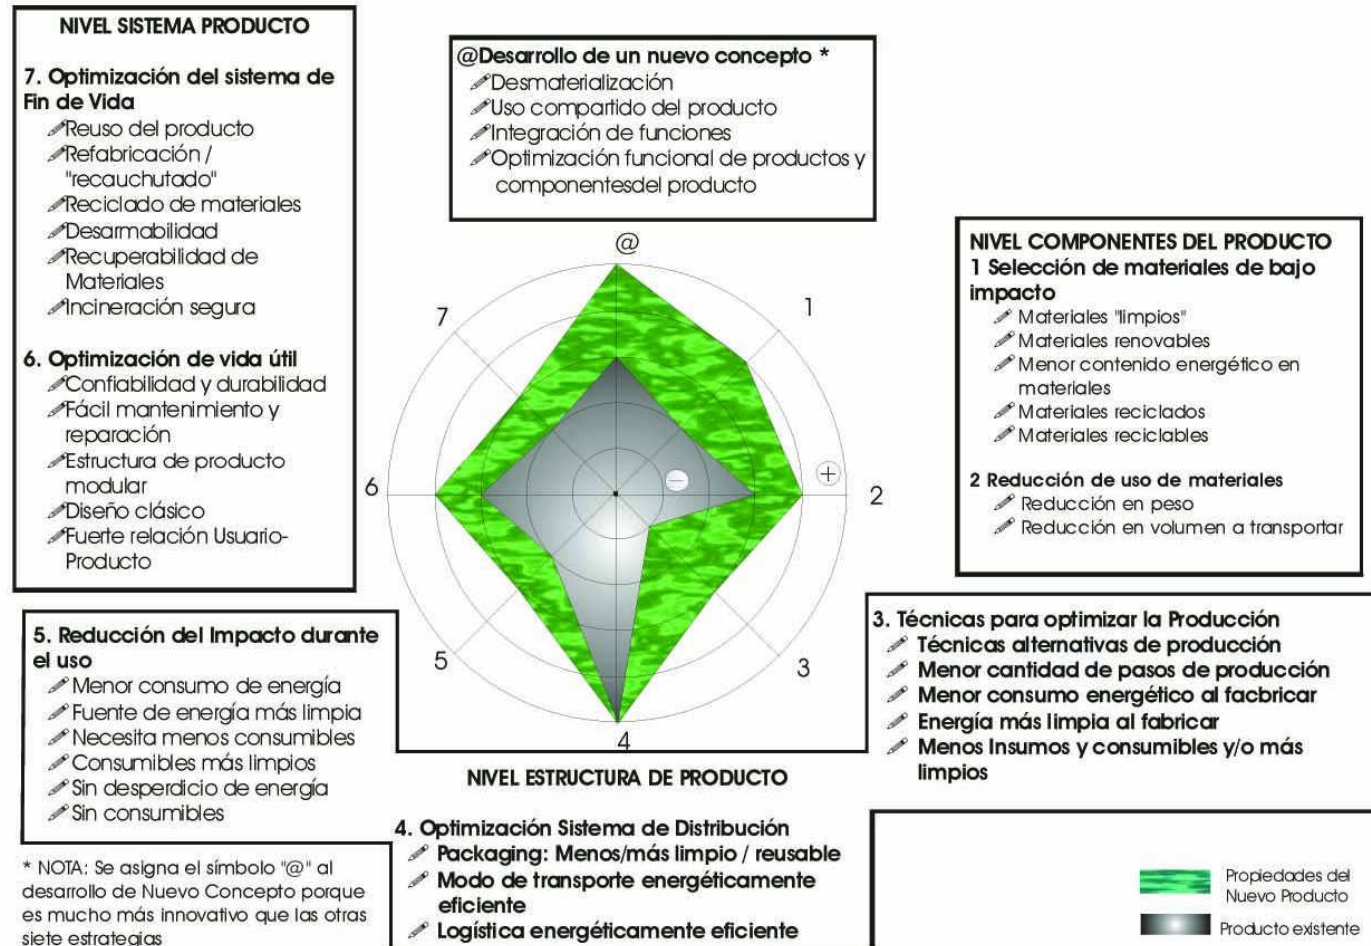 NIVEL SISTEMA PRODUCTO
7. Optimización del sistema de
Fin de Vida
Reuso del producto
Refabricación /
"recauchutado"
Reciclado de materiales
Desarmabilidad
Recuperabilidad de
Materiales
Incineración segura
6. Optimización de vida útil
Confiabilidad y durabilidad
Fácil mantenimiento y
reparación
Estructura de producto
modular
Diseño clásico
Fuerte relación Usuario-
Producto
@Desarrollo de un nuevo concepto *
Desmaterialización
Uso compartido del producto
Integración de funciones
Optimización funcional de productos y
componentesdel producto
NIVEL COMPONENTES DEL PRODUCTO
1 Selección de materiales de bajo
impacto
Materiales "limpios"
Materiales renovables
Menor contenido energético en
materiales
Materiales reciclados
Materiales reciclables
2 Reducción de uso de materiales
Reducción en peso
Reducción en volumen a transportar
@
7
1
6
−
+
2
5
3
4
5. Reducción del Impacto durante
el uso
Menor consumo de energía
Fuente de energía más limpia
Necesita menos consumibles
Consumibles más limpios
Sin desperdicio de energía
Sin consumibles
3. Técnicas para optimizar la Producción
Técnicas alternativas de producción
Menor cantidad de pasos de producción
Menor consumo energético al facbricar
Energía más limpia al fabricar
Menos Insumos y consumibles y/o más
limpios
NIVEL ESTRUCTURA DE PRODUCTO
4. Optimización Sistema de Distribución
Packaging: Menos/más limpio / reusable
Modo de transporte energéticamente
eficiente
Logística energéticamente eficiente
* NOTA: Se asigna el símbolo "@" al
desarrollo de Nuevo Concepto porque
es mucho más innovativo que las otras
siete estrategias
Propiedades del
Nuevo Producto
Producto existente